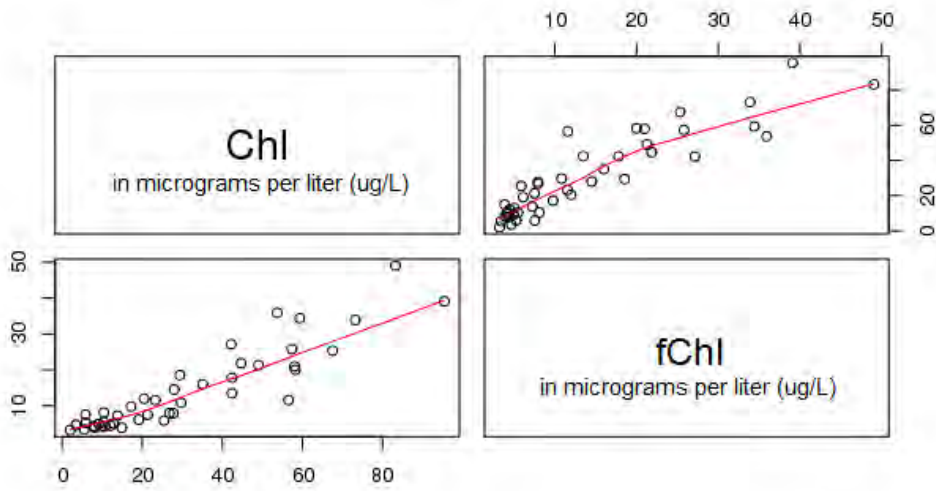 10 20 30 40 50
Chl
in micrograms per liter (ug/L)
0 20 60
10 30 50
fChl
in micrograms per liter (ug/L)
0 20 40 60 80